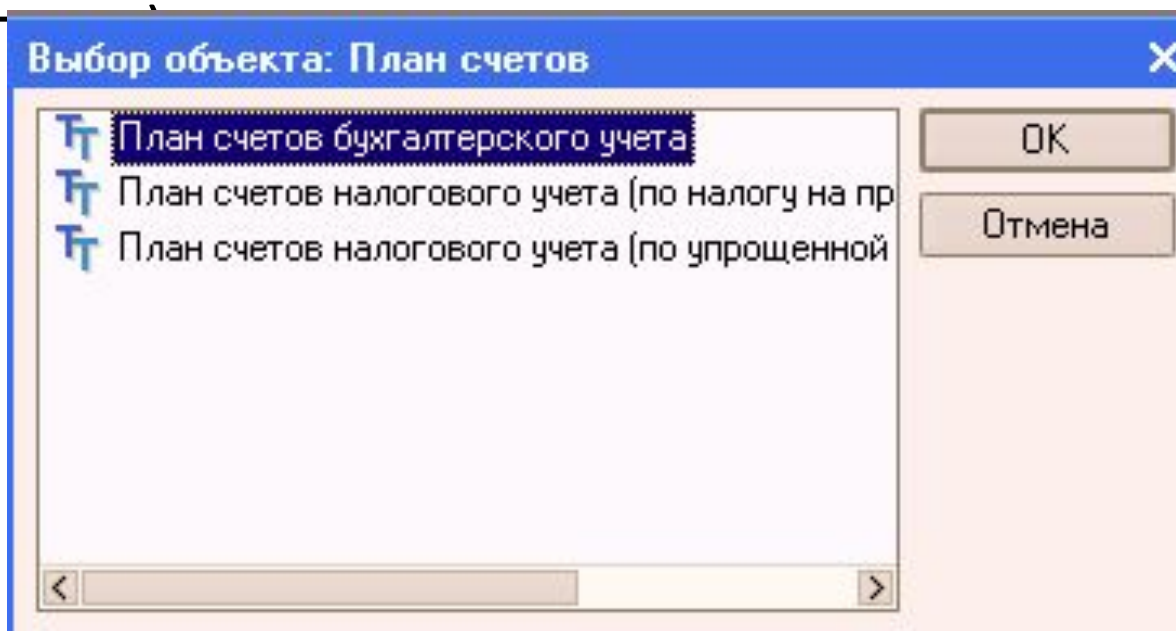 Выбор объекта: План счетов
План счетов бухгалтерского учета
План счетов налогового учета (по налогу на пр
План счетов налогового учета (по упрощенной
OK
Отмена